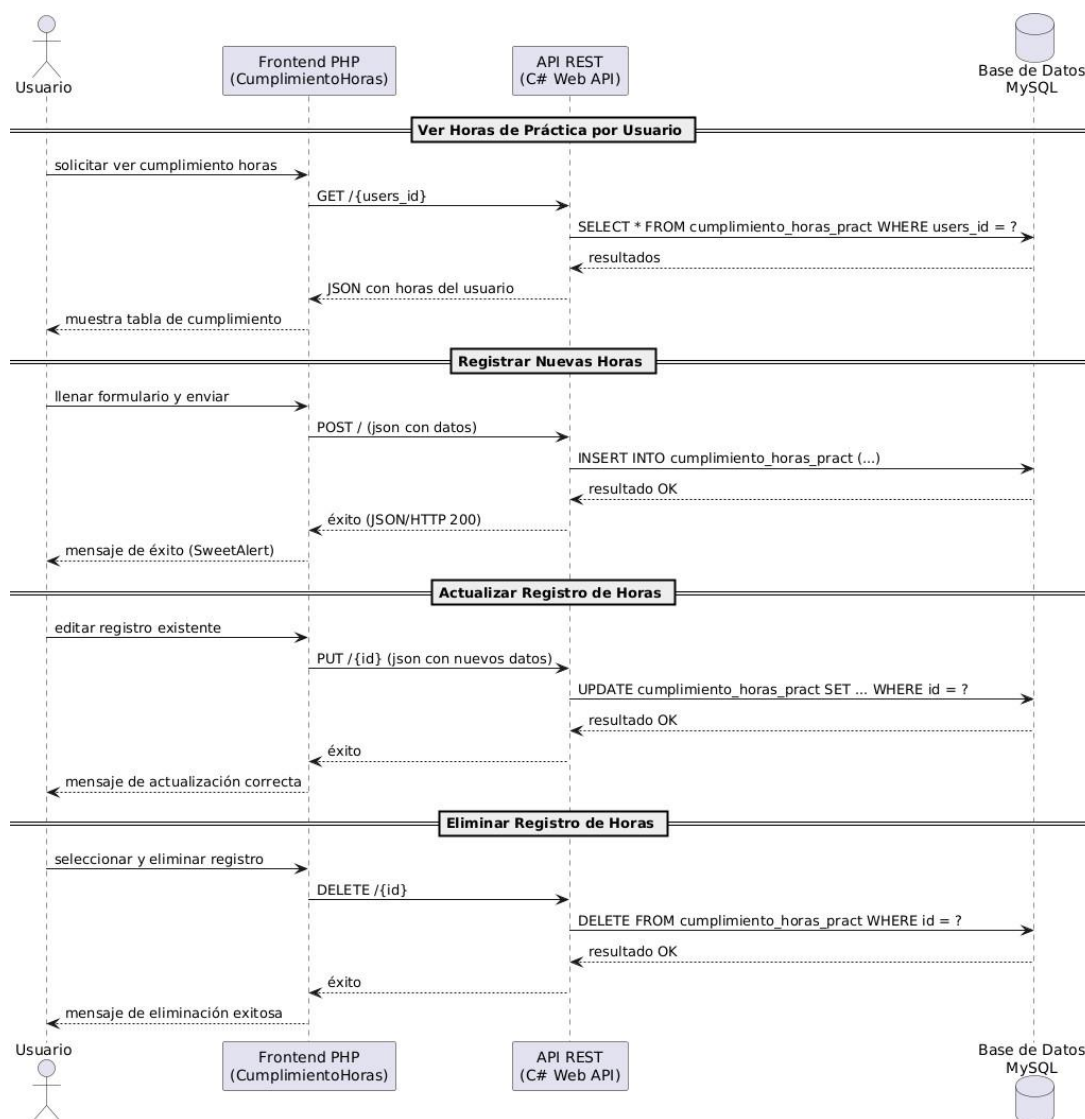 Usuario
Frontend PHP
(CumplimientoHoras)
API REST
(C# Web API)
Base de Datos
MySQL
Ver Horas de Práctica por Usuario
solicitar ver cumplimiento horas
GET /{users_id}
SELECT * FROM cumplimiento_horas_pract WHERE users_id = ?
resultados
JSON con horas del usuario
muestra tabla de cumplimiento
Registrar Nuevas Horas
llenar formulario y enviar
POST / (json con datos)
INSERT INTO cumplimiento_horas_pract (...)
resultado OK
éxito (JSON/HTTP 200)
mensaje de éxito (SweetAlert)
Actualizar Registro de Horas
editar registro existente
PUT /{id} (json con nuevos datos)
UPDATE cumplimiento_horas_pract SET ... WHERE id = ?
resultado OK
éxito
mensaje de actualización correcta
Eliminar Registro de Horas
seleccionar y eliminar registro
DELETE /{id}
DELETE FROM cumplimiento_horas_pract WHERE id = ?
resultado OK
éxito
mensaje de eliminación exitosa
Usuario
Frontend PHP
(CumplimientoHoras)
API REST
(C# Web API)
Base de Datos
MySQL